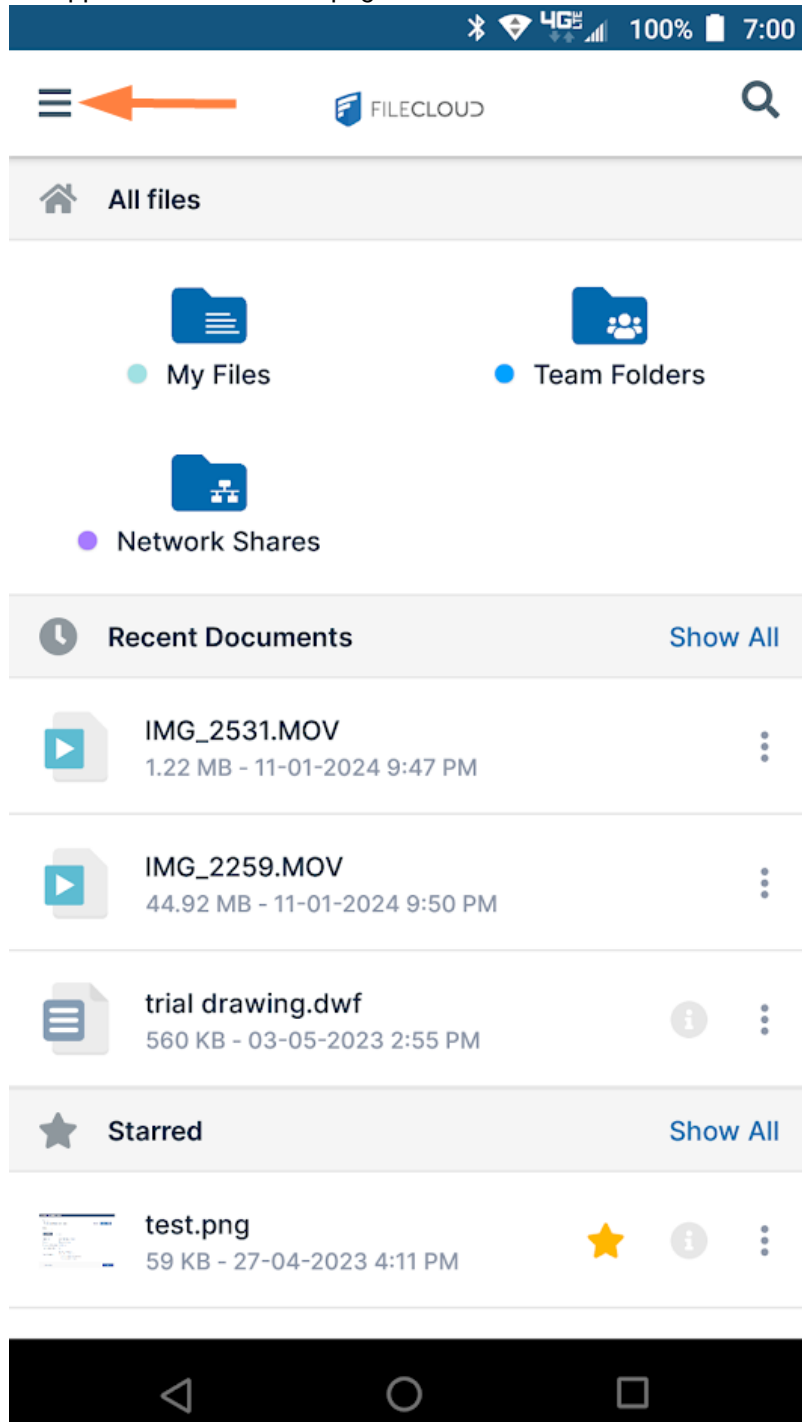 4G LTE 100% 7:00
FILECLOUD
All files
My Files Team Folders
Network Shares
Recent Documents Show All
IMG_2531.MOV
1.22 MB - 11-01-2024 9:47 PM
IMG_2259.MOV
44.92 MB - 11-01-2024 9:50 PM
trial drawing.dwf
560 KB - 03-05-2023 2:55 PM
Starred Show All
test.png
59 KB - 27-04-2023 4:11 PM